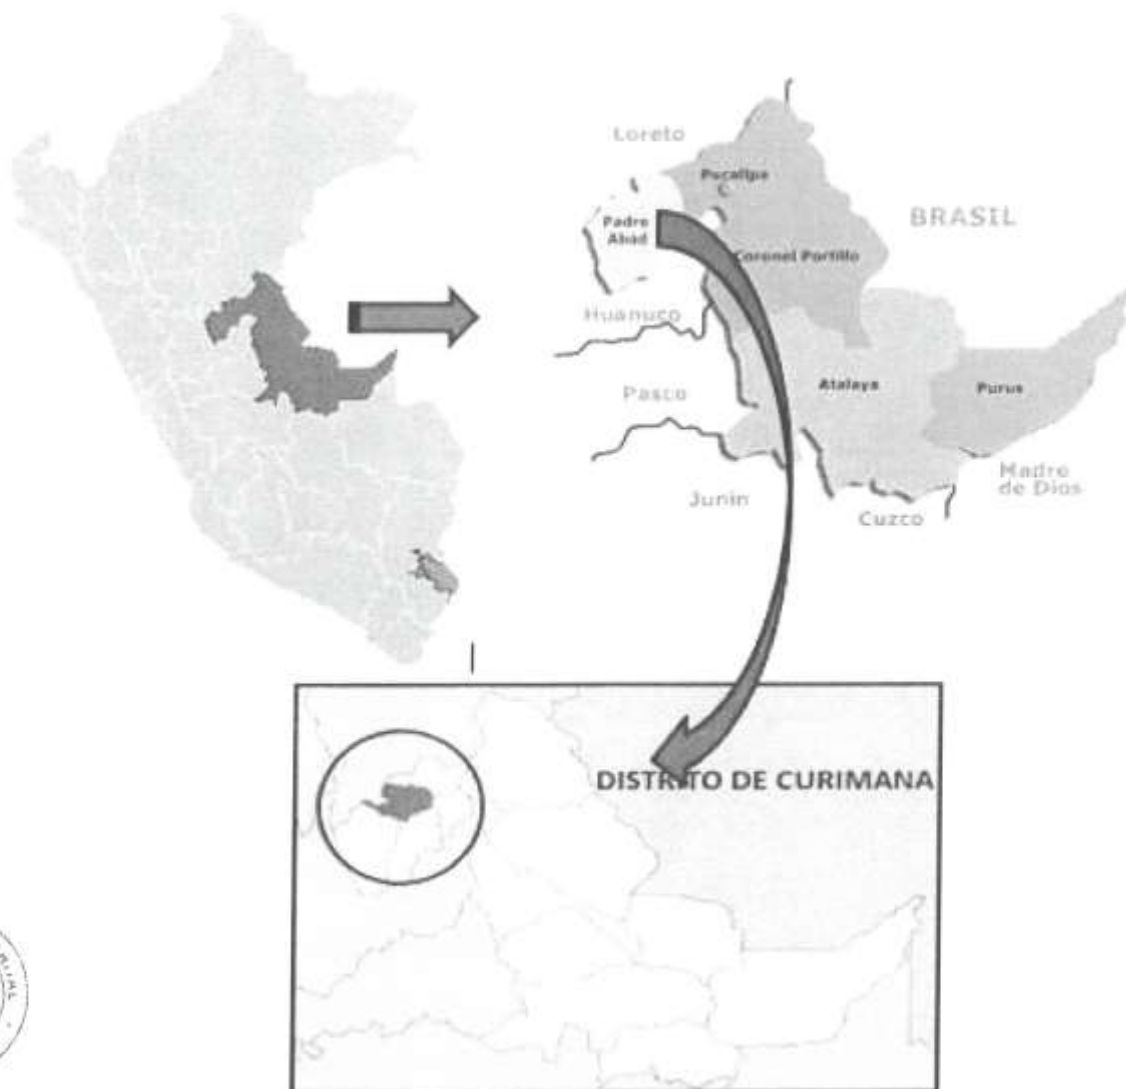 Loreto
Pucallpa
BRASIL
Padre
Abad
Coronel Portillo
Huanuco
Atalaya
Purus
Pasco
Madre
de Dios
Junin
Cuzco
DISTRITO DE CURIMANA